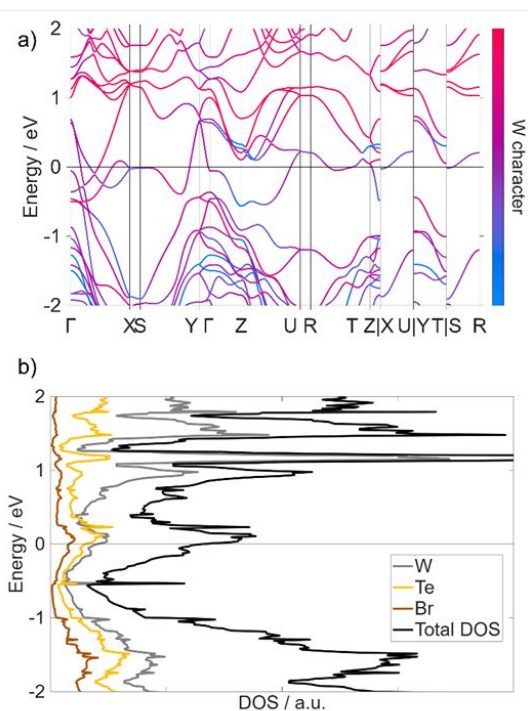 a)
2
1
0
-1
-2
Energy / eV
Γ XS Y Γ Z U R T Z|X U|Y T|S R
W character
b)
2
1
0
-1
-2
Energy / eV
W
Te
Br
Total DOS
DOS / a.u.